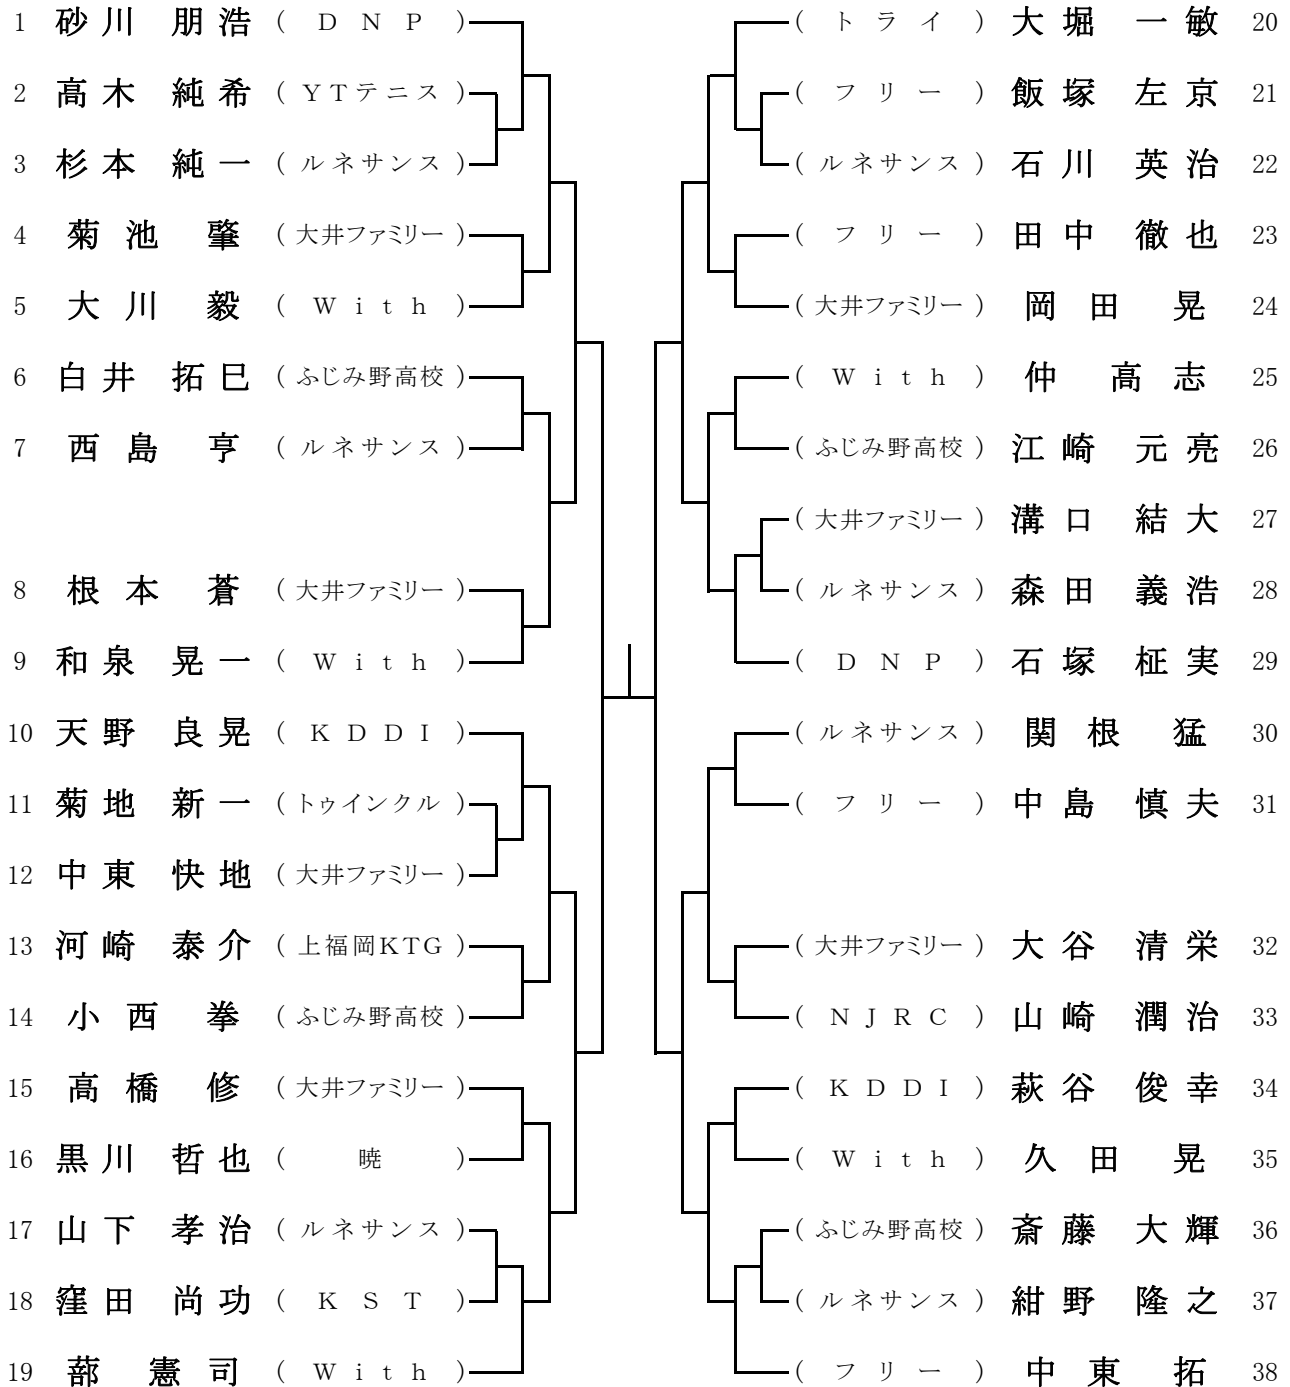 1 砂川 朋浩 ( DNP )
2 高木 純希 ( YTテニス )
3 杉本 純一 ( ルネサンス )
4 菊池 肇 ( 大井ファミリー )
5 大川 毅 ( With )
6 白井 拓巳 ( ふじみ野高校 )
7 西島 亨 ( ルネサンス )
8 根本 蒼 ( 大井ファミリー )
9 和泉 晃一 ( With )
10 天野 良晃 ( KDDI )
11 菊地 新一 ( トゥインクル )
12 中東 快地 ( 大井ファミリー )
13 河崎 泰介 ( 上福岡KTG )
14 小西 拳 ( ふじみ野高校 )
15 高橋 修 ( 大井ファミリー )
16 黒川 哲也 ( 暁 )
17 山下 孝治 ( ルネサンス )
18 窪田 尚功 ( KST )
19 蔀 憲司 ( With )
( トライ ) 大堀 一敏 20
( フリー ) 飯塚 左京 21
( ルネサンス ) 石川 英治 22
( フリー ) 田中 徹也 23
( 大井ファミリー ) 岡田 晃 24
( With ) 仲 高志 25
( ふじみ野高校 ) 江崎 元亮 26
( 大井ファミリー ) 溝口 結大 27
( ルネサンス ) 森田 義浩 28
( DNP ) 石塚 柾実 29
( ルネサンス ) 関根 猛 30
( フリー ) 中島 慎夫 31
( 大井ファミリー ) 大谷 清栄 32
( NJRC ) 山崎 潤治 33
( KDDI ) 萩谷 俊幸 34
( With ) 久田 晃 35
( ふじみ野高校 ) 斎藤 大輝 36
( ルネサンス ) 紺野 隆之 37
( フリー ) 中東 拓 38